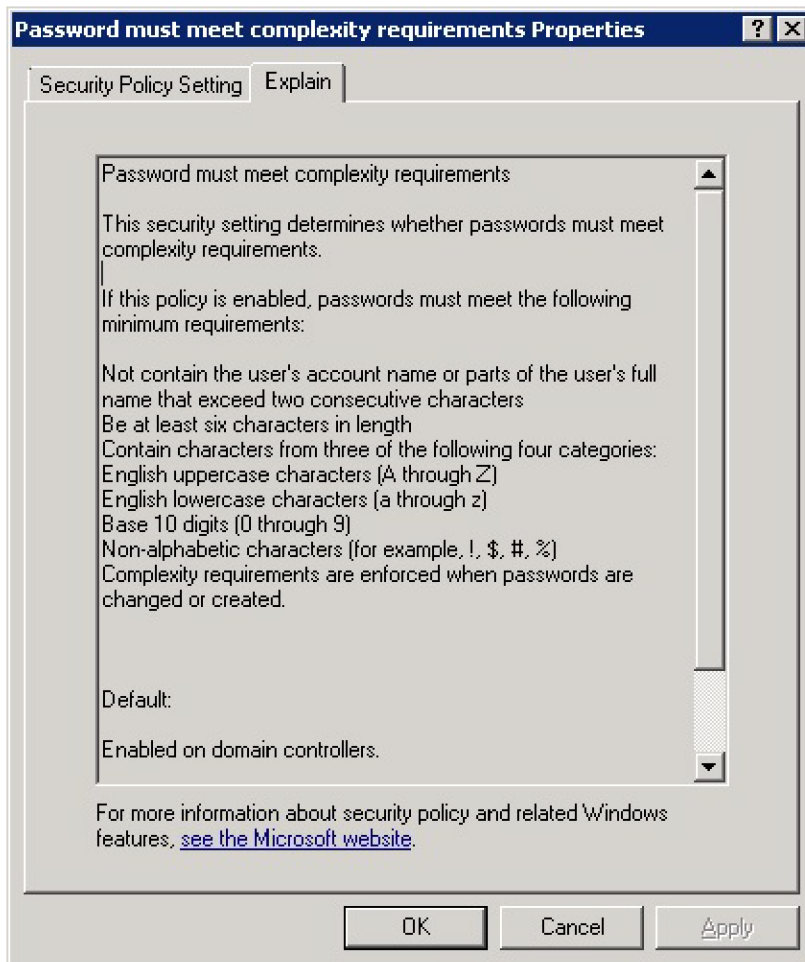 Password must meet complexity requirements Properties
Security Policy Setting
Explain
Password must meet complexity requirements
This security setting determines whether passwords must meet
complexity requirements.
If this policy is enabled, passwords must meet the following
minimum requirements:
Not contain the user's account name or parts of the user's full
name that exceed two consecutive characters
Be at least six characters in length
Contain characters from three of the following four categories:
English uppercase characters (A through Z)
English lowercase characters (a through z)
Base 10 digits (0 through 9)
Non-alphabetic characters (for example, !, $, #, %)
Complexity requirements are enforced when passwords are
changed or created.
Default:
Enabled on domain controllers.
For more information about security policy and related Windows
features, see the Microsoft website.
OK
Cancel
Apply